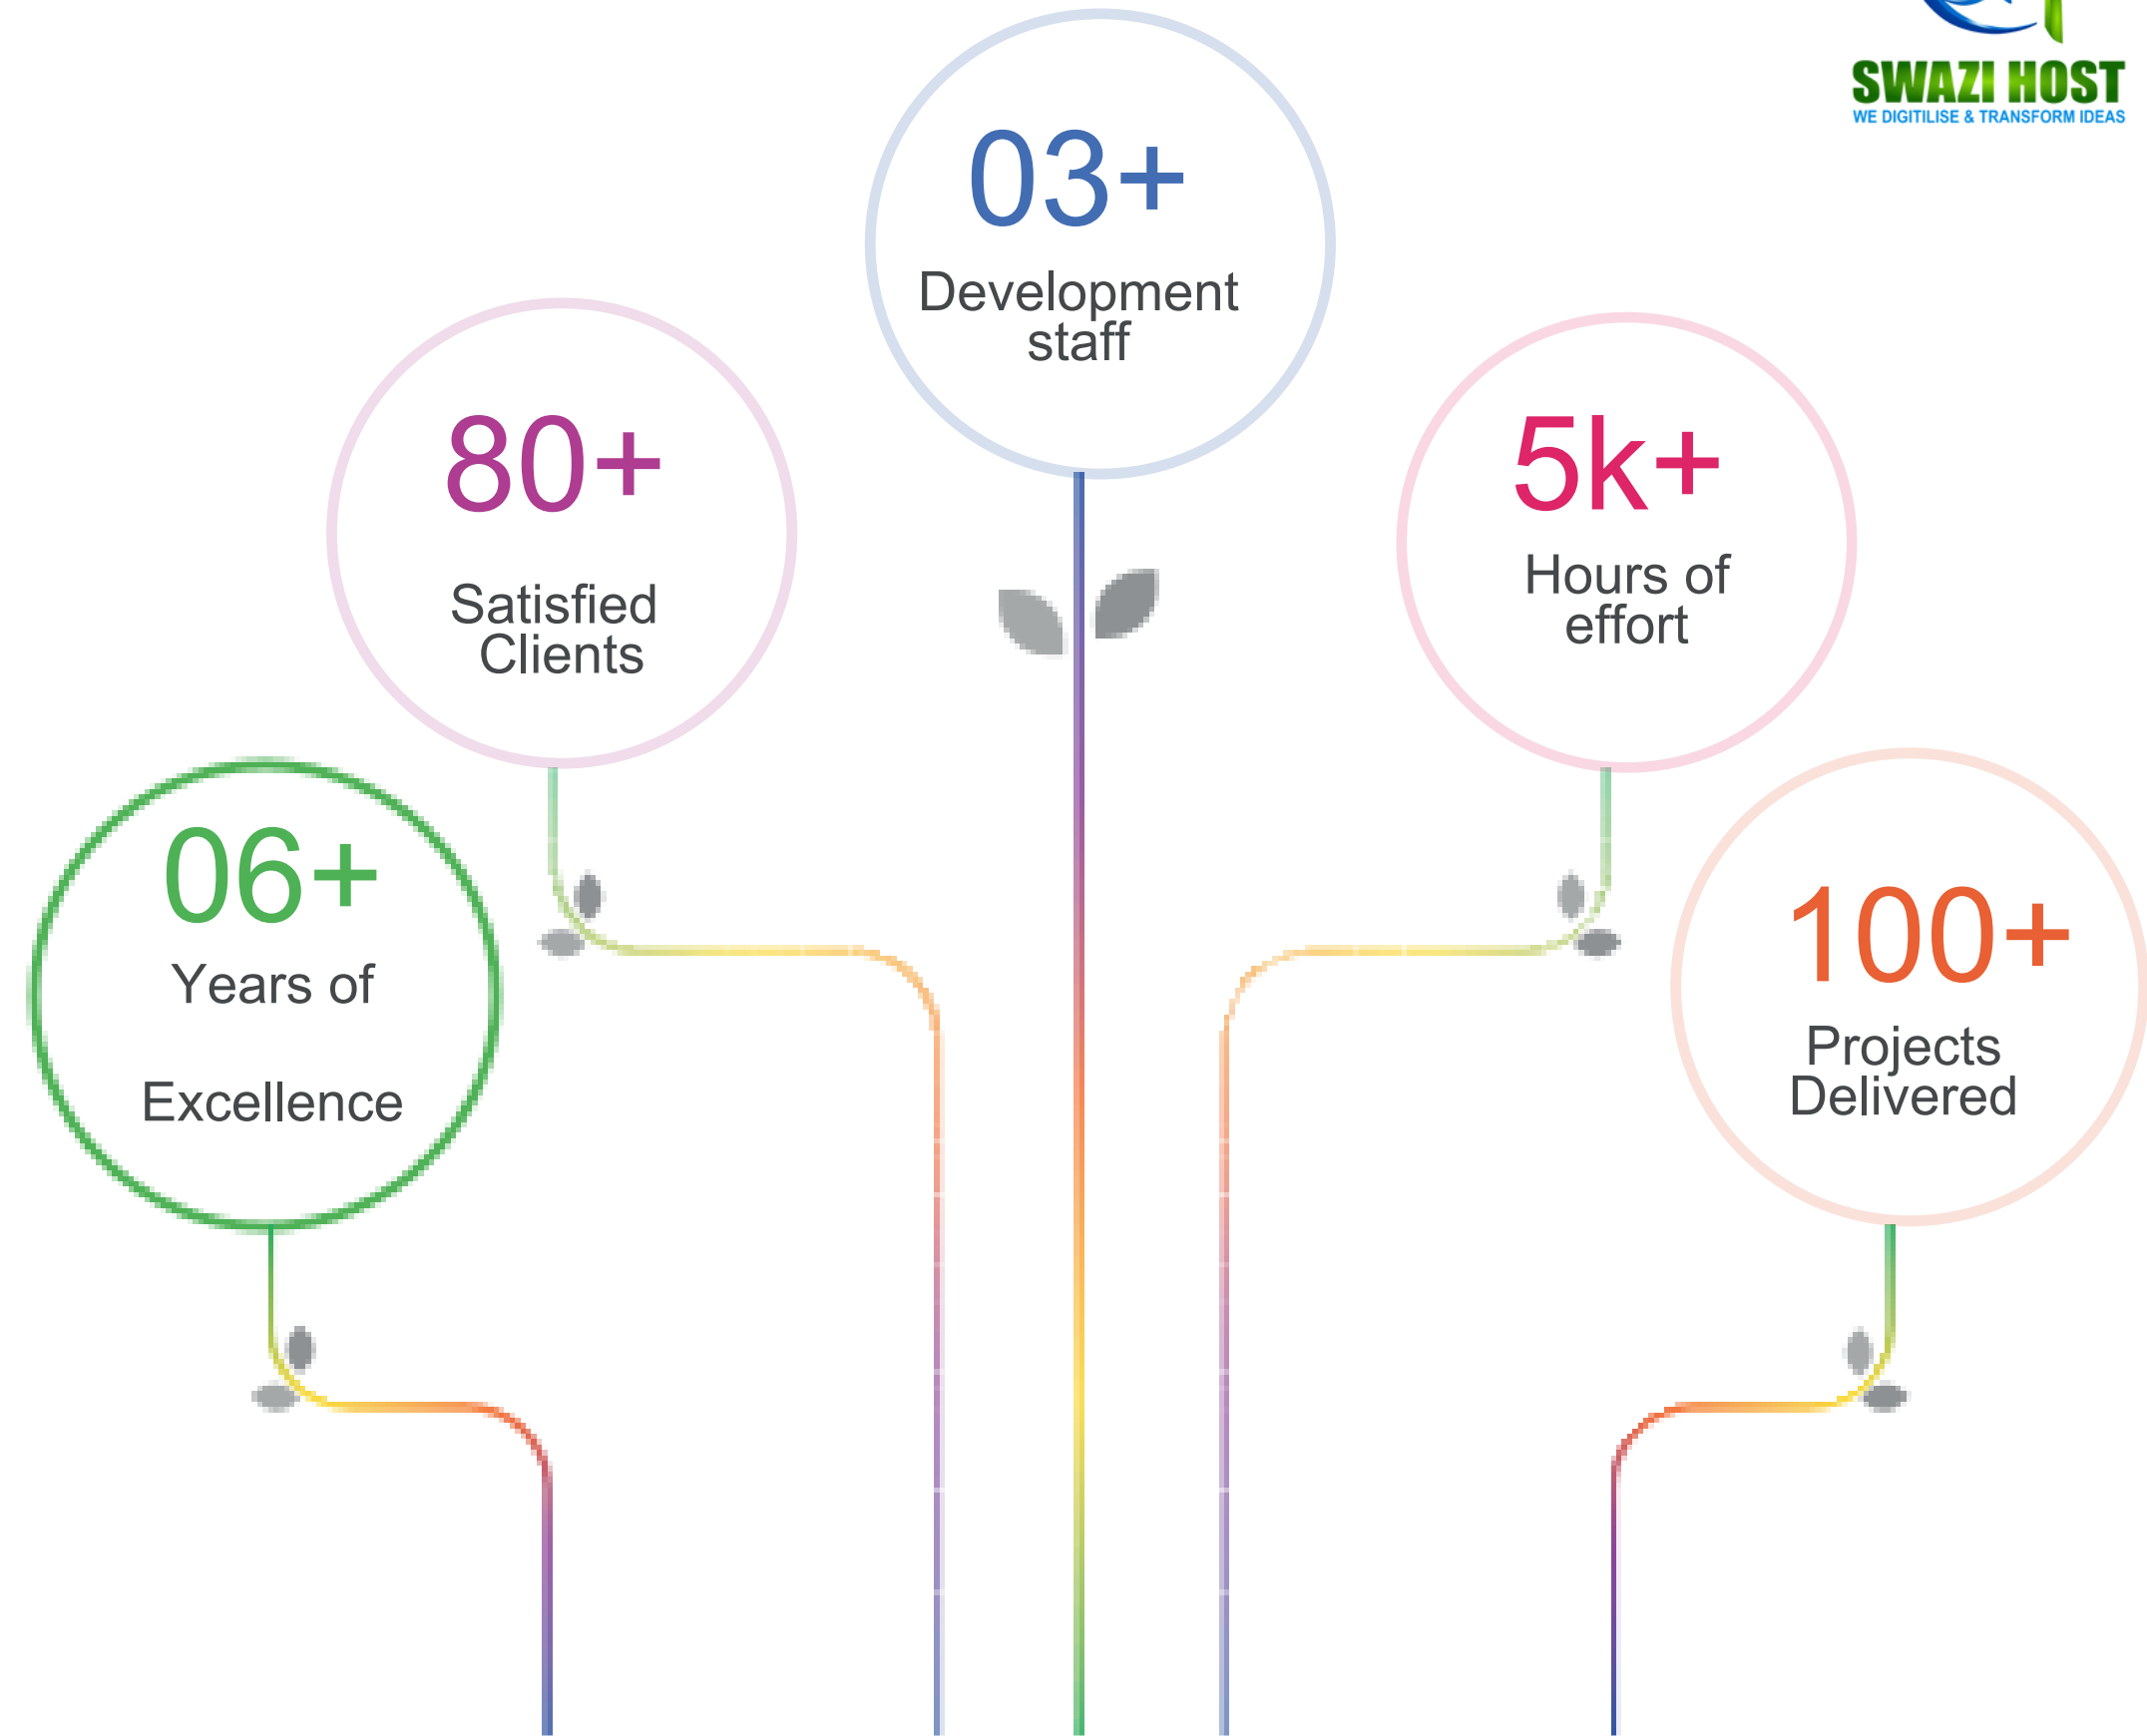 SWAZI HOST
WE DIGITILISE & TRANSFORM IDEAS
03+
Development
staff
80+
Satisfied
Clients
5k+
Hours of
effort
06+
Years of
Excellence
100+
Projects
Delivered